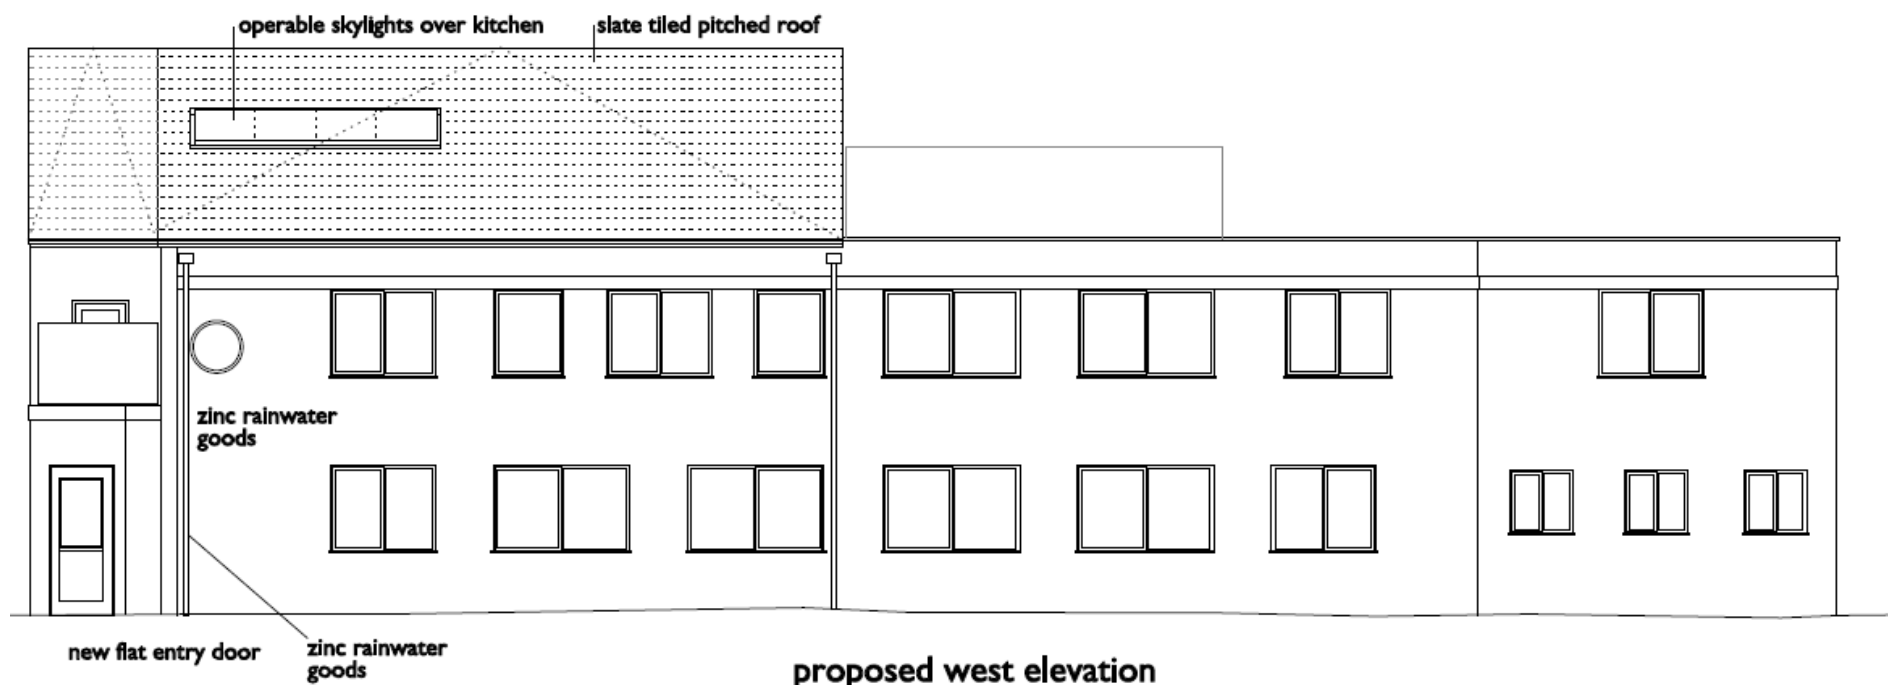 operable skylights over kitchen
slate tiled pitched roof
zinc rainwater
goods
new flat entry door
zinc rainwater
goods
proposed west elevation